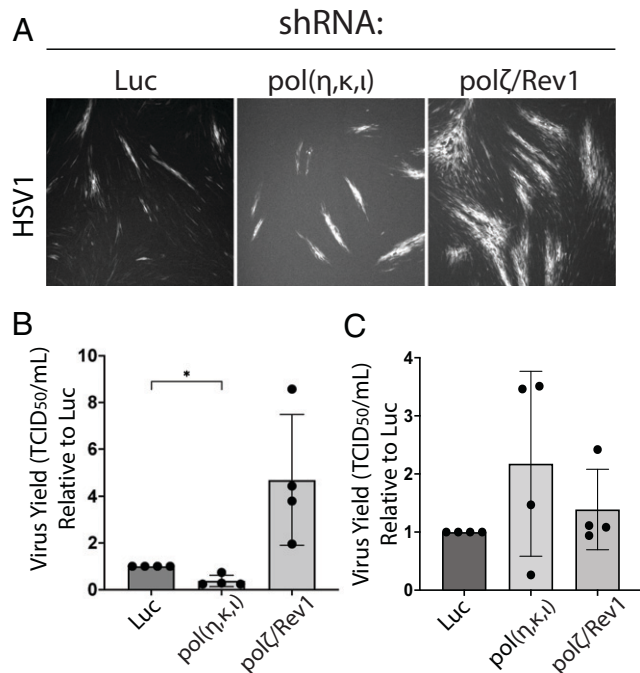 A
shRNA:
Luc pol(η,κ,ι) polζ/Rev1
HSV1
B
Virus Yield (TCID50/mL)
Relative to Luc
10
8
6
4
2
0
*
Luc pol(η,κ,ι) polζ/Rev1
C
Virus Yield (TCID50/mL)
Relative to Luc
4
3
2
1
0
Luc pol(η,κ,ι) polζ/Rev1